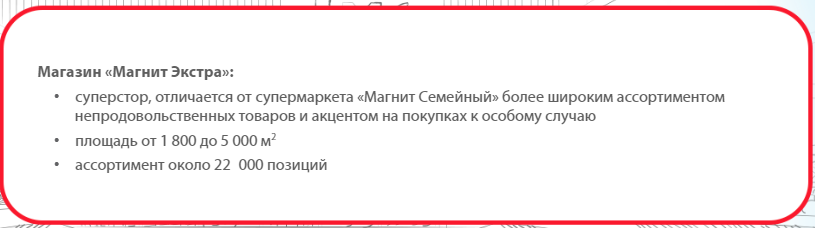 Магазин «Магнит Экстра»:
• суперстор, отличается от супермаркета «Магнит Семейный» более широким ассортиментом
непродовольственных товаров и акцентом на покупках к особому случаю
• площадь от 1 800 до 5 000 м²
• ассортимент около 22 000 позиций